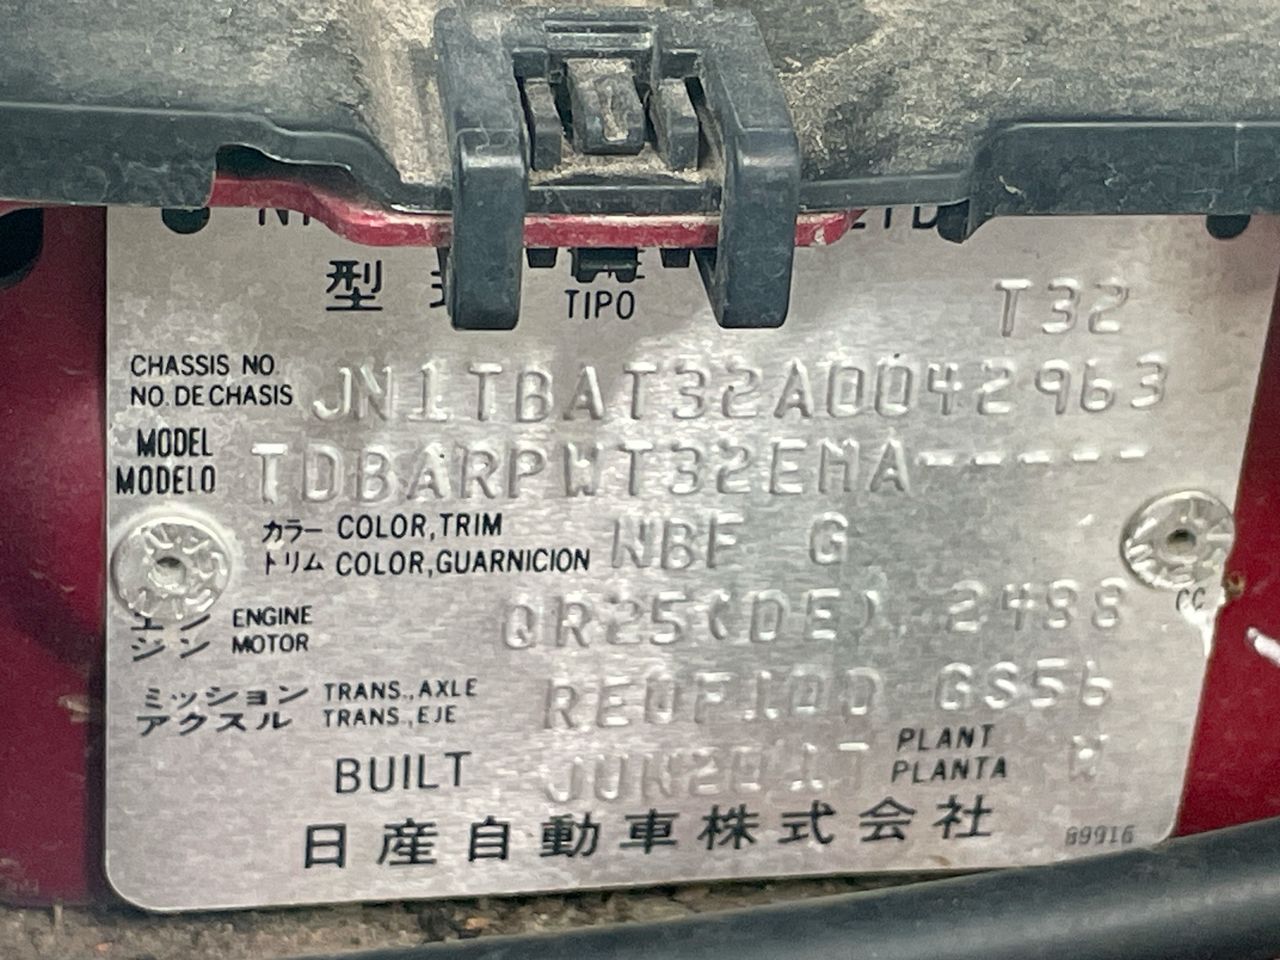 型 TIPO T32
CHASSIS NO.
NO. DE CHASIS JN1TBAT32A0042963
MODEL
MODELO TDBARPWT32EMA-----
カラー COLOR,TRIM
トリム COLOR,GUARNICION NBF G
エン ENGINE
ジン MOTOR QR25(DE) 2488 CC
ミッション TRANS.,AXLE
アクスル TRANS.,EJE RE0F10D GS56
BUILT JUN2017 PLANT
PLANTA W
日産自動車株式会社 89916